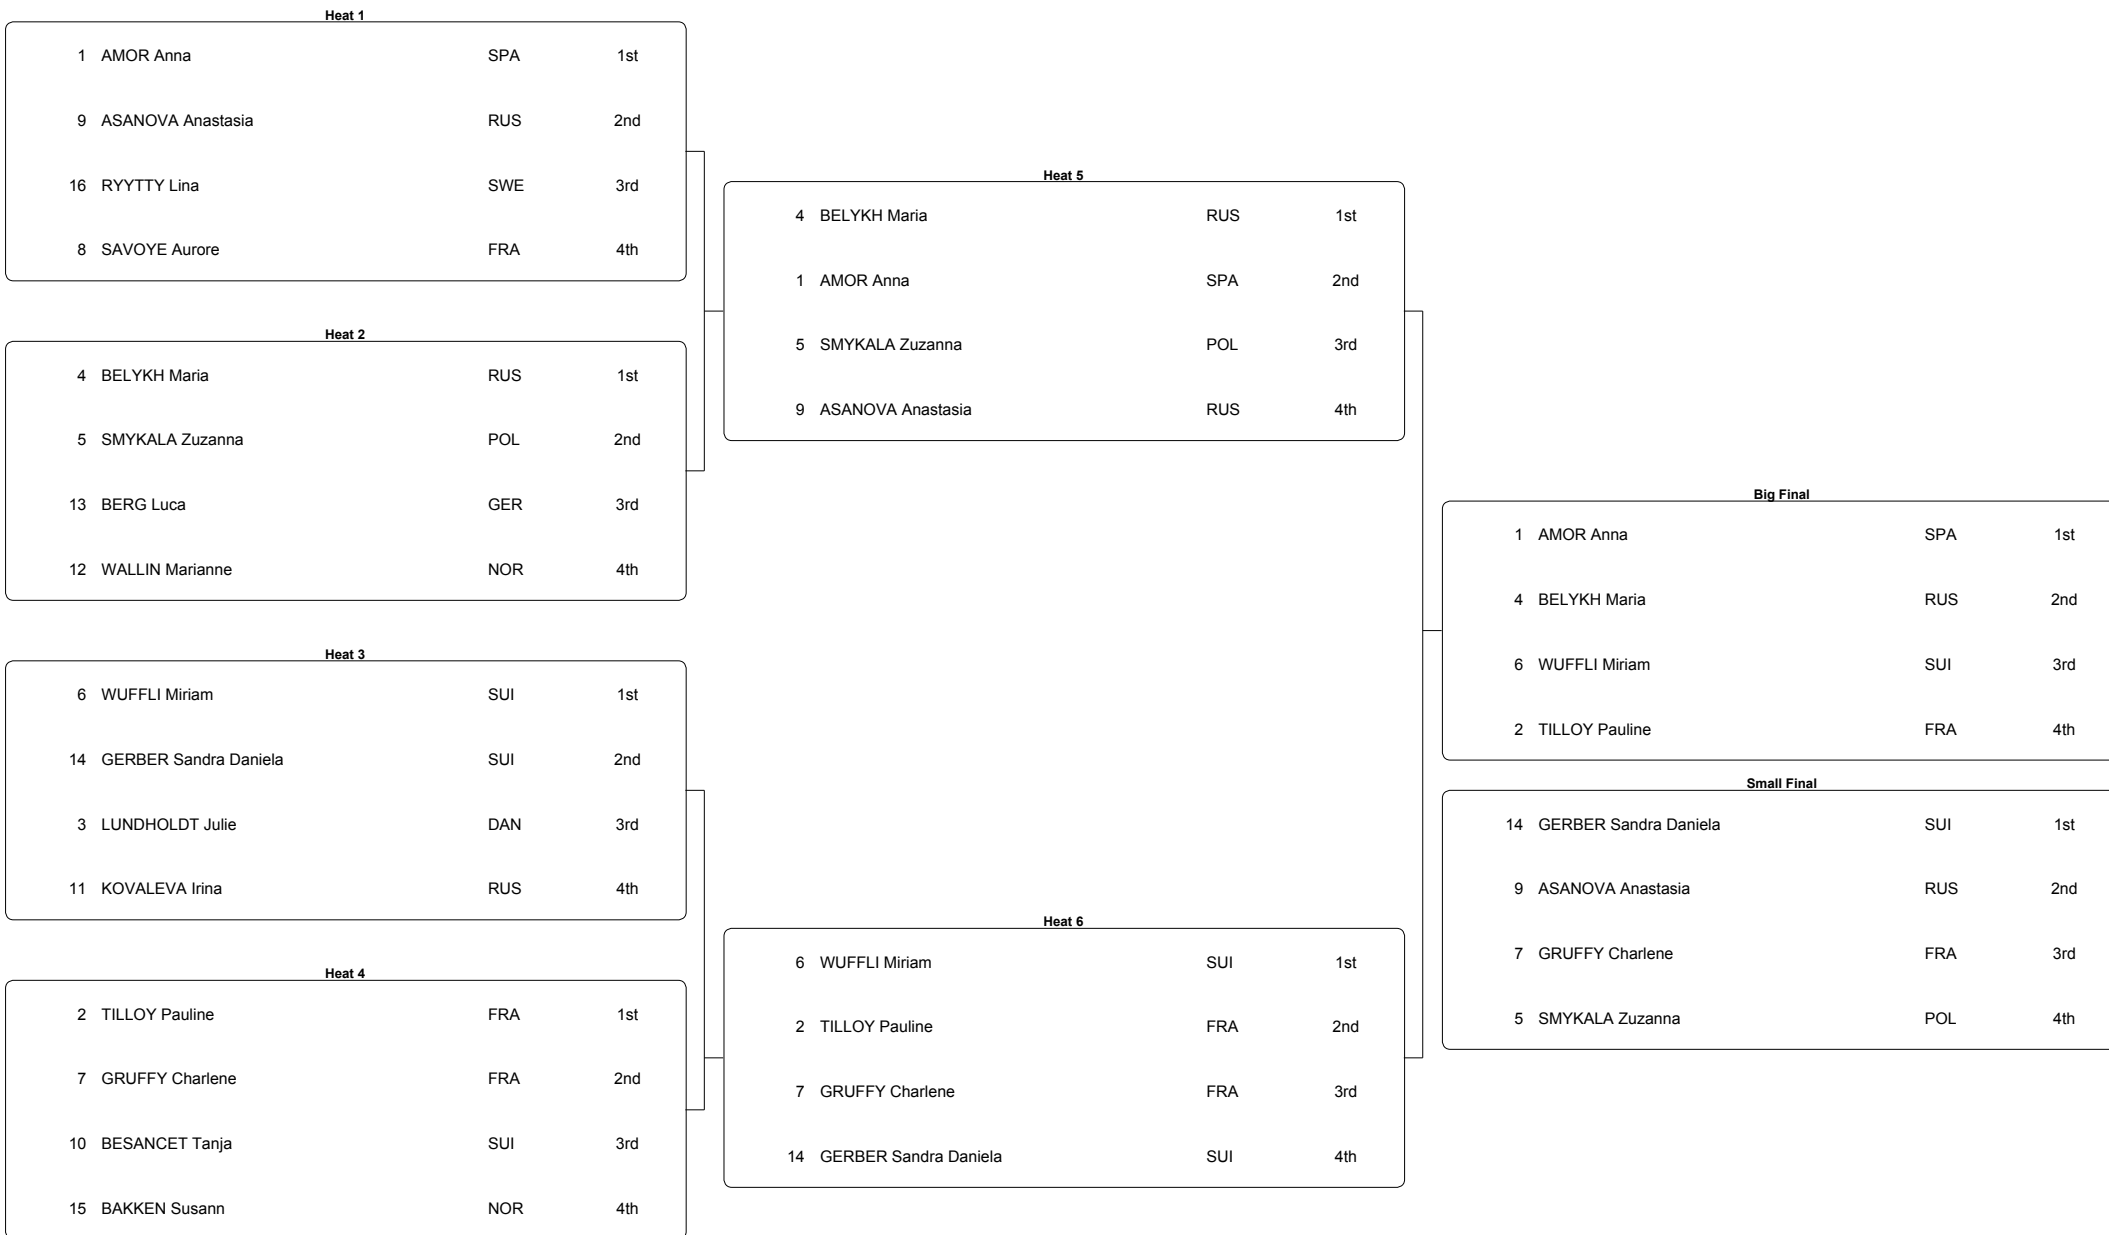 Heat 1
1 AMOR Anna SPA 1st
9 ASANOVA Anastasia RUS 2nd
16 RYYTTY Lina SWE 3rd
8 SAVOYE Aurore FRA 4th
Heat 2
4 BELYKH Maria RUS 1st
5 SMYKALA Zuzanna POL 2nd
13 BERG Luca GER 3rd
12 WALLIN Marianne NOR 4th
Heat 3
6 WUFFLI Miriam SUI 1st
14 GERBER Sandra Daniela SUI 2nd
3 LUNDHOLDT Julie DAN 3rd
11 KOVALEVA Irina RUS 4th
Heat 4
2 TILLOY Pauline FRA 1st
7 GRUFFY Charlene FRA 2nd
10 BESANCET Tanja SUI 3rd
15 BAKKEN Susann NOR 4th
Heat 5
4 BELYKH Maria RUS 1st
1 AMOR Anna SPA 2nd
5 SMYKALA Zuzanna POL 3rd
9 ASANOVA Anastasia RUS 4th
Heat 6
6 WUFFLI Miriam SUI 1st
2 TILLOY Pauline FRA 2nd
7 GRUFFY Charlene FRA 3rd
14 GERBER Sandra Daniela SUI 4th
Big Final
1 AMOR Anna SPA 1st
4 BELYKH Maria RUS 2nd
6 WUFFLI Miriam SUI 3rd
2 TILLOY Pauline FRA 4th
Small Final
14 GERBER Sandra Daniela SUI 1st
9 ASANOVA Anastasia RUS 2nd
7 GRUFFY Charlene FRA 3rd
5 SMYKALA Zuzanna POL 4th